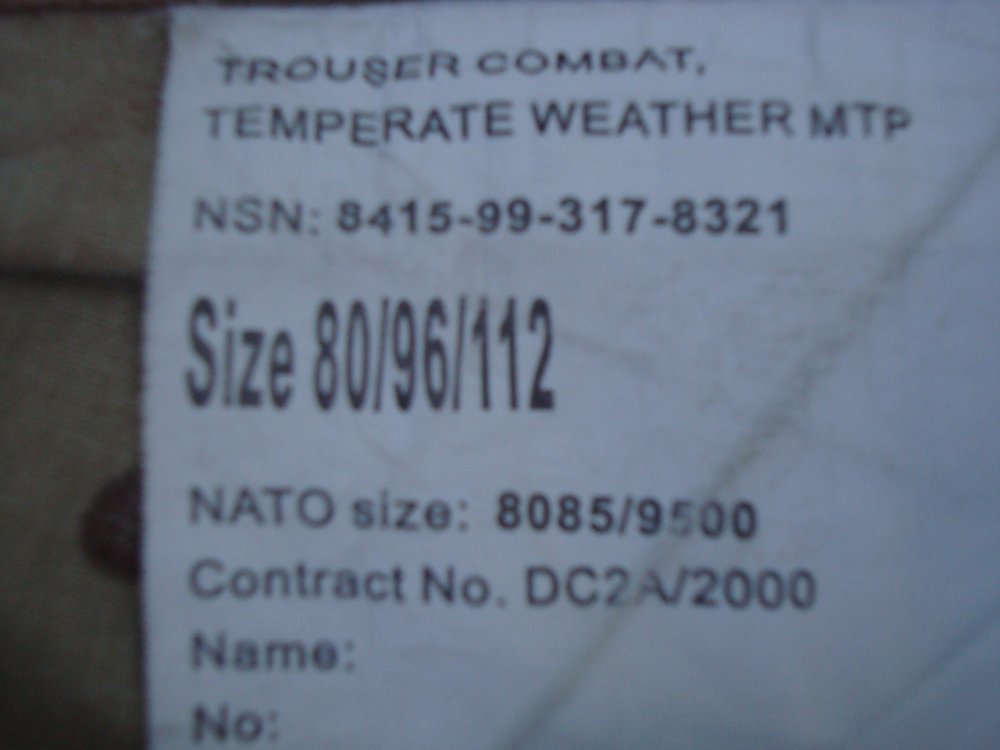 TROUSER COMBAT,
TEMPERATE WEATHER MTP
NSN: 8415-99-317-8321
Size 80/96/112
NATO size: 8085/9500
Contract No. DC2A/2000
Name:
No: